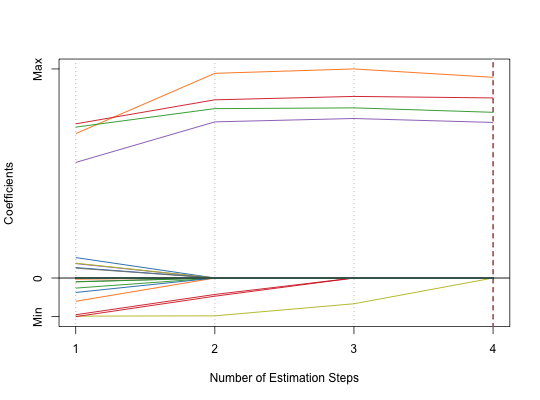 Max
0
Min
Coefficients
1 2 3 4
Number of Estimation Steps